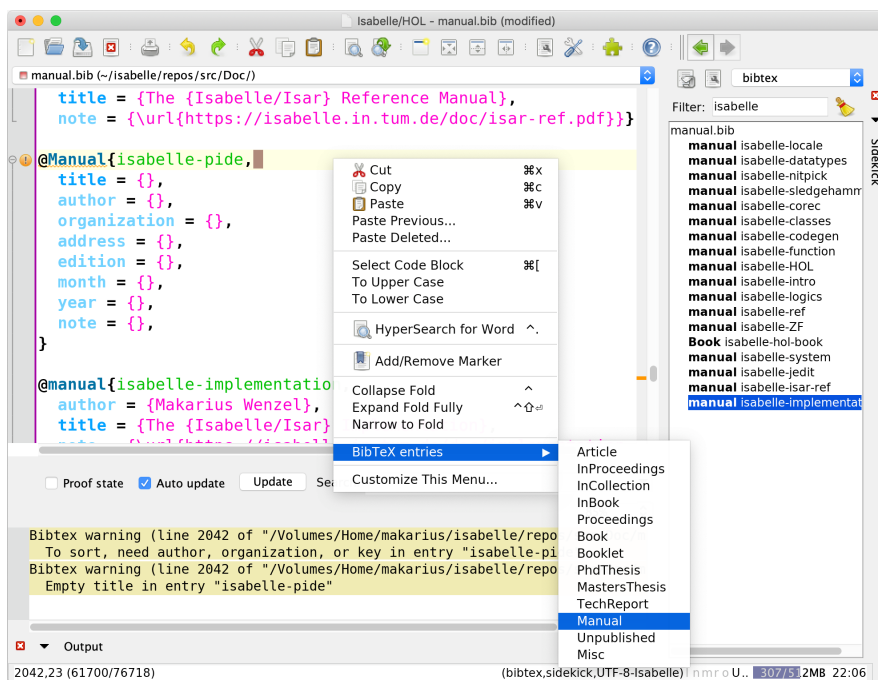 Isabelle/HOL - manual.bib (modified)
manual.bib (~/isabelle/repos/src/Doc/)
title = {The {Isabelle/Isar} Reference Manual},
note = {\url{https://isabelle.in.tum.de/doc/isar-ref.pdf}}}
@Manual{isabelle-pide,
title = {},
author = {},
organization = {},
address = {},
edition = {},
month = {},
year = {},
note = {},
}
@manual{isabelle-implementation
author = {Makarius Wenzel},
title = {The {Isabelle/Isar}
Cut ⌘x
Copy ⌘c
Paste ⌘v
Paste Previous...
Paste Deleted...
Select Code Block ⌘[
To Upper Case
To Lower Case
HyperSearch for Word ^.
Add/Remove Marker
Collapse Fold ^
Expand Fold Fully ^⇧⏎
Narrow to Fold
BibTeX entries
Customize This Menu...
Article
InProceedings
InCollection
InBook
Proceedings
Book
Booklet
PhdThesis
MastersThesis
TechReport
Manual
Unpublished
Misc
bibtex
Filter: isabelle
Sidekick
manual.bib
manual isabelle-locale
manual isabelle-datatypes
manual isabelle-nitpick
manual isabelle-sledgehamm
manual isabelle-corec
manual isabelle-classes
manual isabelle-codegen
manual isabelle-function
manual isabelle-HOL
manual isabelle-intro
manual isabelle-logics
manual isabelle-ref
manual isabelle-ZF
Book isabelle-hol-book
manual isabelle-system
manual isabelle-jedit
manual isabelle-isar-ref
manual isabelle-implementat
Proof state Auto update Update Sea
Bibtex warning (line 2042 of "/Volumes/Home/makarius/isabelle/repo
To sort, need author, organization, or key in entry "isabelle-pi
Bibtex warning (line 2042 of "/Volumes/Home/makarius/isabelle/repo
Empty title in entry "isabelle-pide"
Output
2042,23 (61700/76718) (bibtex,sidekick,UTF-8-Isabelle) n m r o U.. 307/512MB 22:06